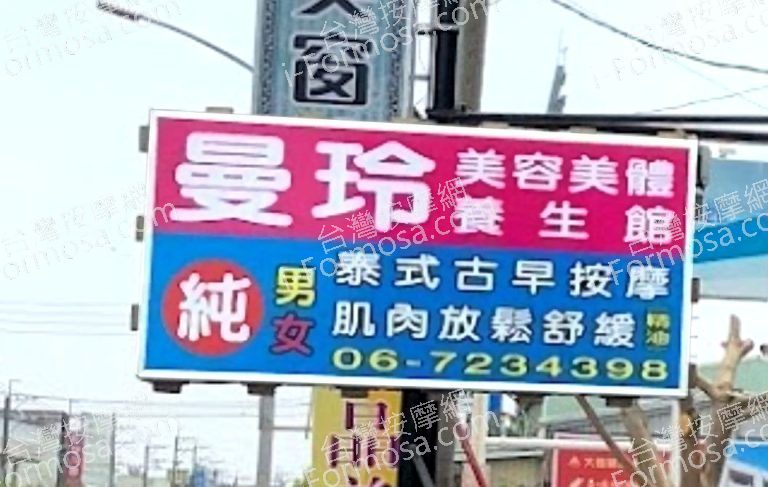 窗
曼玲
美容美體
養生館
純
男女
泰式古早按摩
肌肉放鬆舒緩
精油
06-7234398
台灣按摩網
i-Formosa.com